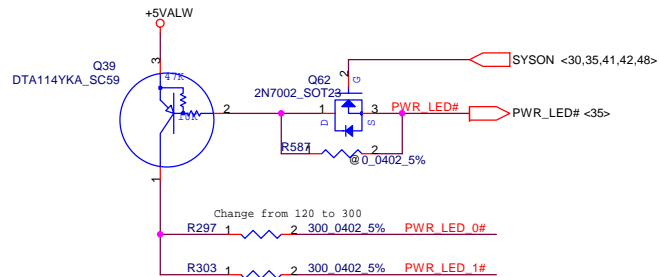 +5VALW
Q39
DTA114YKA_SC59
3
47K
10K
2
1
Q62
2N7002_SOT23
2
G
1
D
3
S
PWR_LED#
SYSON <30,35,41,42,48>
PWR_LED# <35>
R587
1
2
@0_0402_5%
Change from 120 to 300
R297 1 2 300_0402_5% PWR_LED_0#
R303 1 2 300_0402_5% PWR_LED_1#